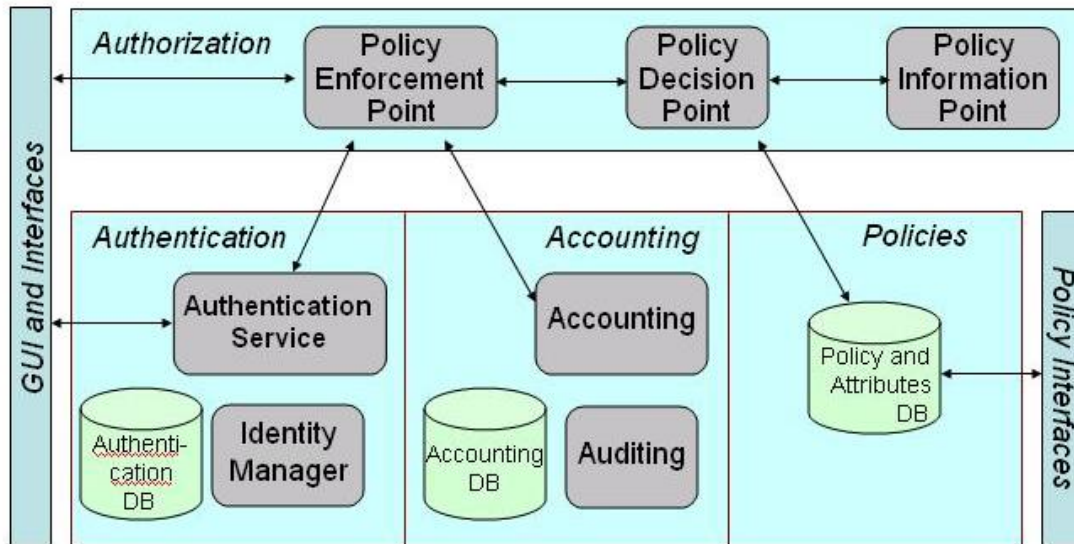 GUI and Interfaces
Authorization
Policy
Enforcement
Point
Policy
Decision
Point
Policy
Information
Point
Authentication
Authentication
Service
Authenti-
cation
DB
Identity
Manager
Accounting
Accounting
Accounting
DB
Auditing
Policies
Policy and
Attributes
DB
Policy Interfaces